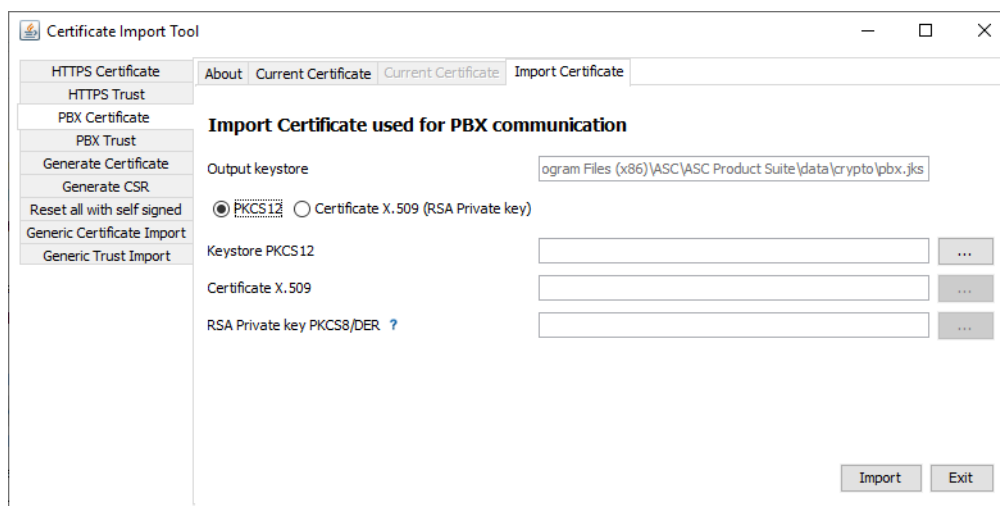 Certificate Import Tool
HTTPS Certificate
HTTPS Trust
PBX Certificate
PBX Trust
Generate Certificate
Generate CSR
Reset all with self signed
Generic Certificate Import
Generic Trust Import
About Current Certificate Current Certificate Import Certificate
Import Certificate used for PBX communication
Output keystore ogram Files (x86)\ASC\ASC Product Suite\data\crypto\pbx.jks
PKCS12 Certificate X.509 (RSA Private key)
Keystore PKCS12 ...
Certificate X.509 ...
RSA Private key PKCS8/DER ? ...
Import Exit